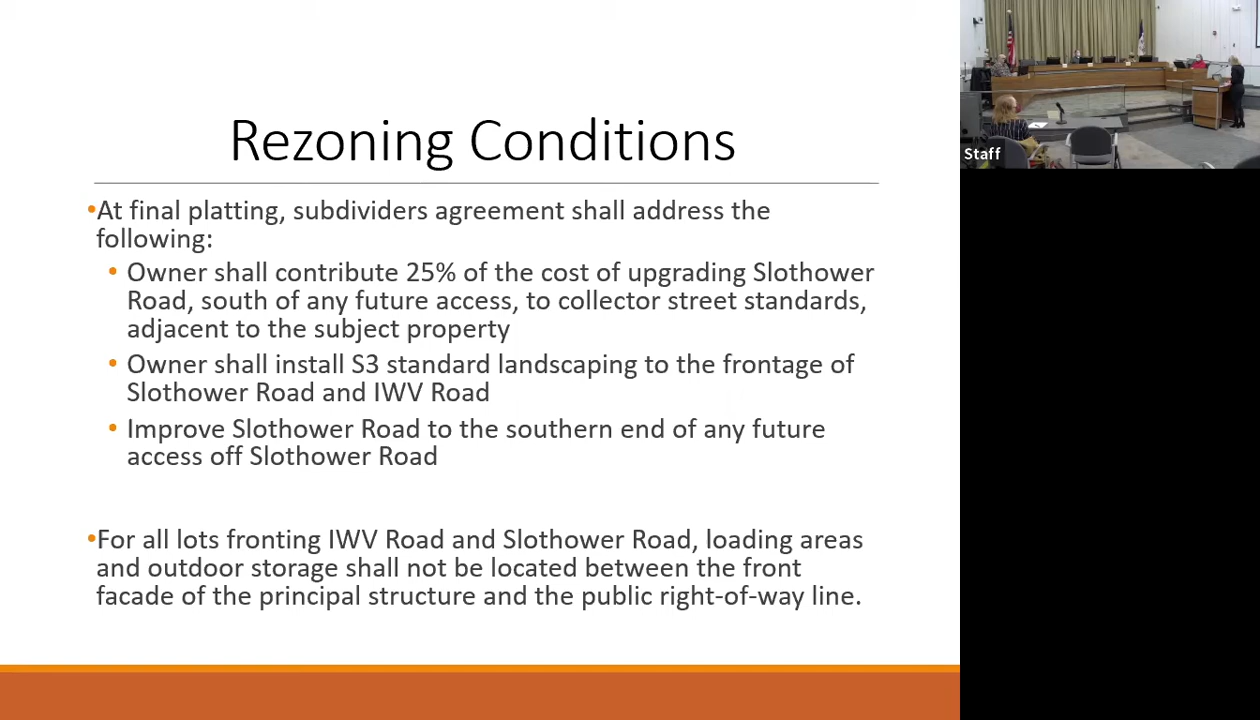 Rezoning Conditions
•At final platting, subdividers agreement shall address the
following:
• Owner shall contribute 25% of the cost of upgrading Slothower
Road, south of any future access, to collector street standards,
adjacent to the subject property
• Owner shall install S3 standard landscaping to the frontage of
Slothower Road and IWV Road
• Improve Slothower Road to the southern end of any future
access off Slothower Road
•For all lots fronting IWV Road and Slothower Road, loading areas
and outdoor storage shall not be located between the front
facade of the principal structure and the public right-of-way line.
Staff